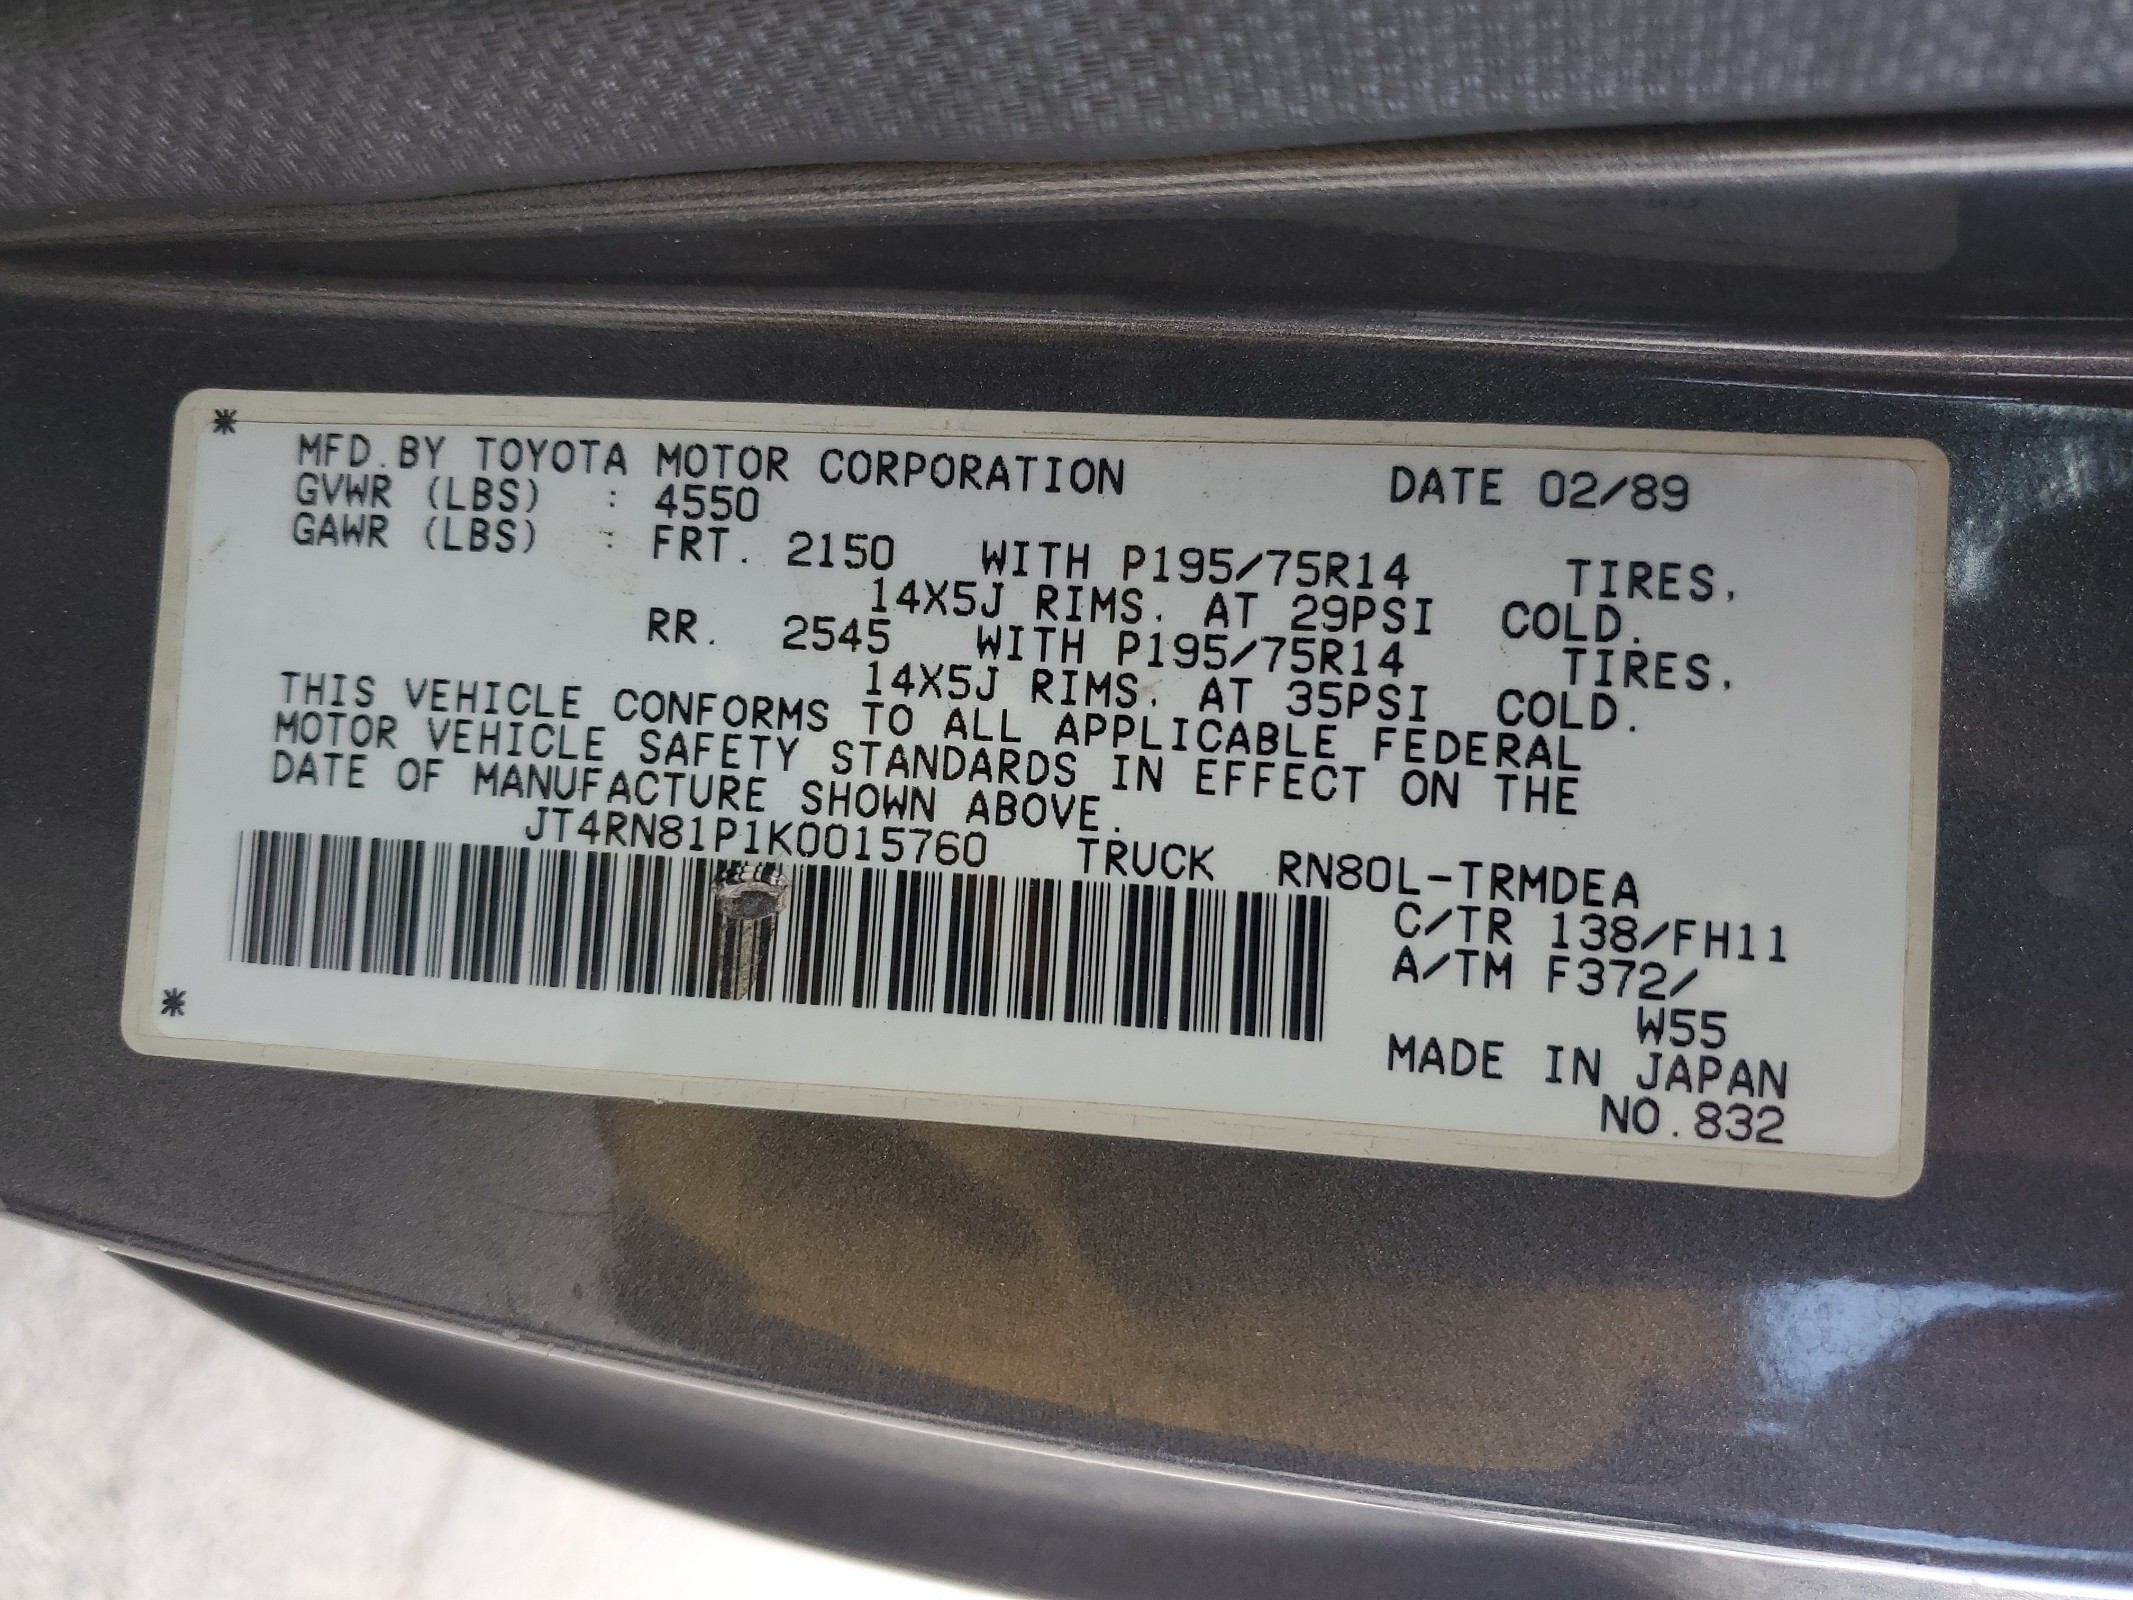 MFD.BY TOYOTA MOTOR CORPORATION DATE 02/89
GVWR (LBS) : 4550
GAWR (LBS) : FRT. 2150 WITH P195/75R14 TIRES,
14X5J RIMS. AT 29PSI COLD.
RR. 2545 WITH P195/75R14 TIRES,
14X5J RIMS. AT 35PSI COLD.
THIS VEHICLE CONFORMS TO ALL APPLICABLE FEDERAL
MOTOR VEHICLE SAFETY STANDARDS IN EFFECT ON THE
DATE OF MANUFACTURE SHOWN ABOVE.
JT4RN81P1K0015760 TRUCK RN80L-TRMDEA
C/TR 138/FH11
A/TM F372/
W55
MADE IN JAPAN
NO.832